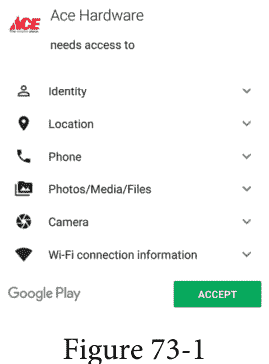 ACE
Ace Hardware
needs access to
Identity
Location
Phone
Photos/Media/Files
Camera
Wi-Fi connection information
Google Play
ACCEPT
Figure 73-1